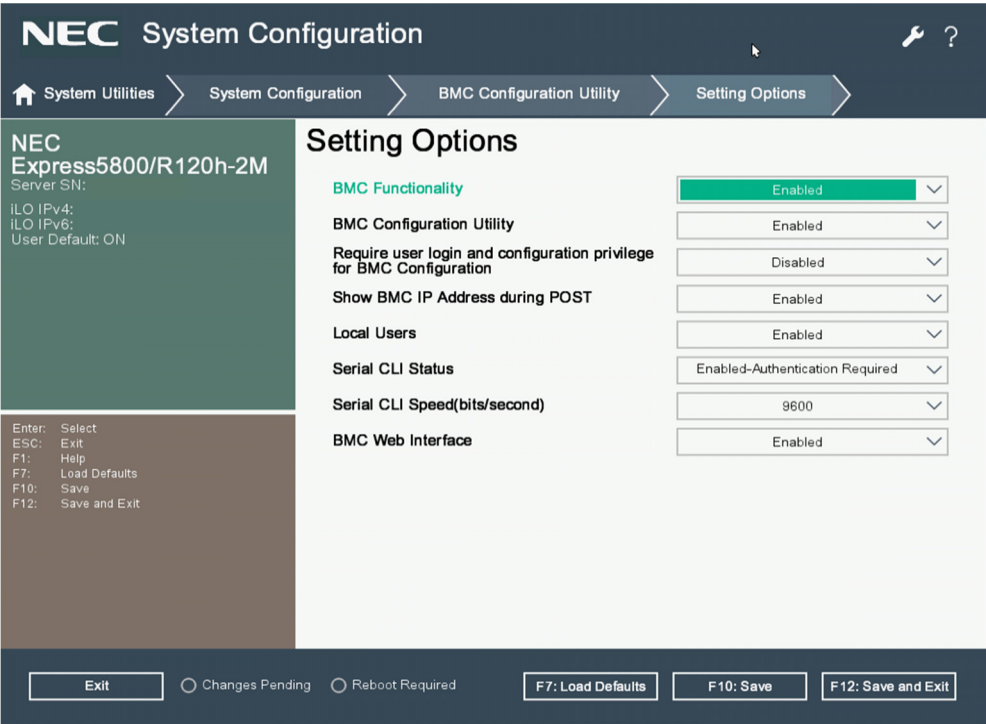 NEC System Configuration
?
System Utilities
System Configuration
BMC Configuration Utility
Setting Options
NEC
Express5800/R120h-2M
Server SN:
iLO IPv4:
iLO IPv6:
User Default: ON
Enter: Select
ESC: Exit
F1: Help
F7: Load Defaults
F10: Save
F12: Save and Exit
Setting Options
BMC Functionality Enabled
BMC Configuration Utility Enabled
Require user login and configuration privilege
for BMC Configuration Disabled
Show BMC IP Address during POST Enabled
Local Users Enabled
Serial CLI Status Enabled-Authentication Required
Serial CLI Speed(bits/second) 9600
BMC Web Interface Enabled
Exit
Changes Pending
Reboot Required
F7: Load Defaults
F10: Save
F12: Save and Exit